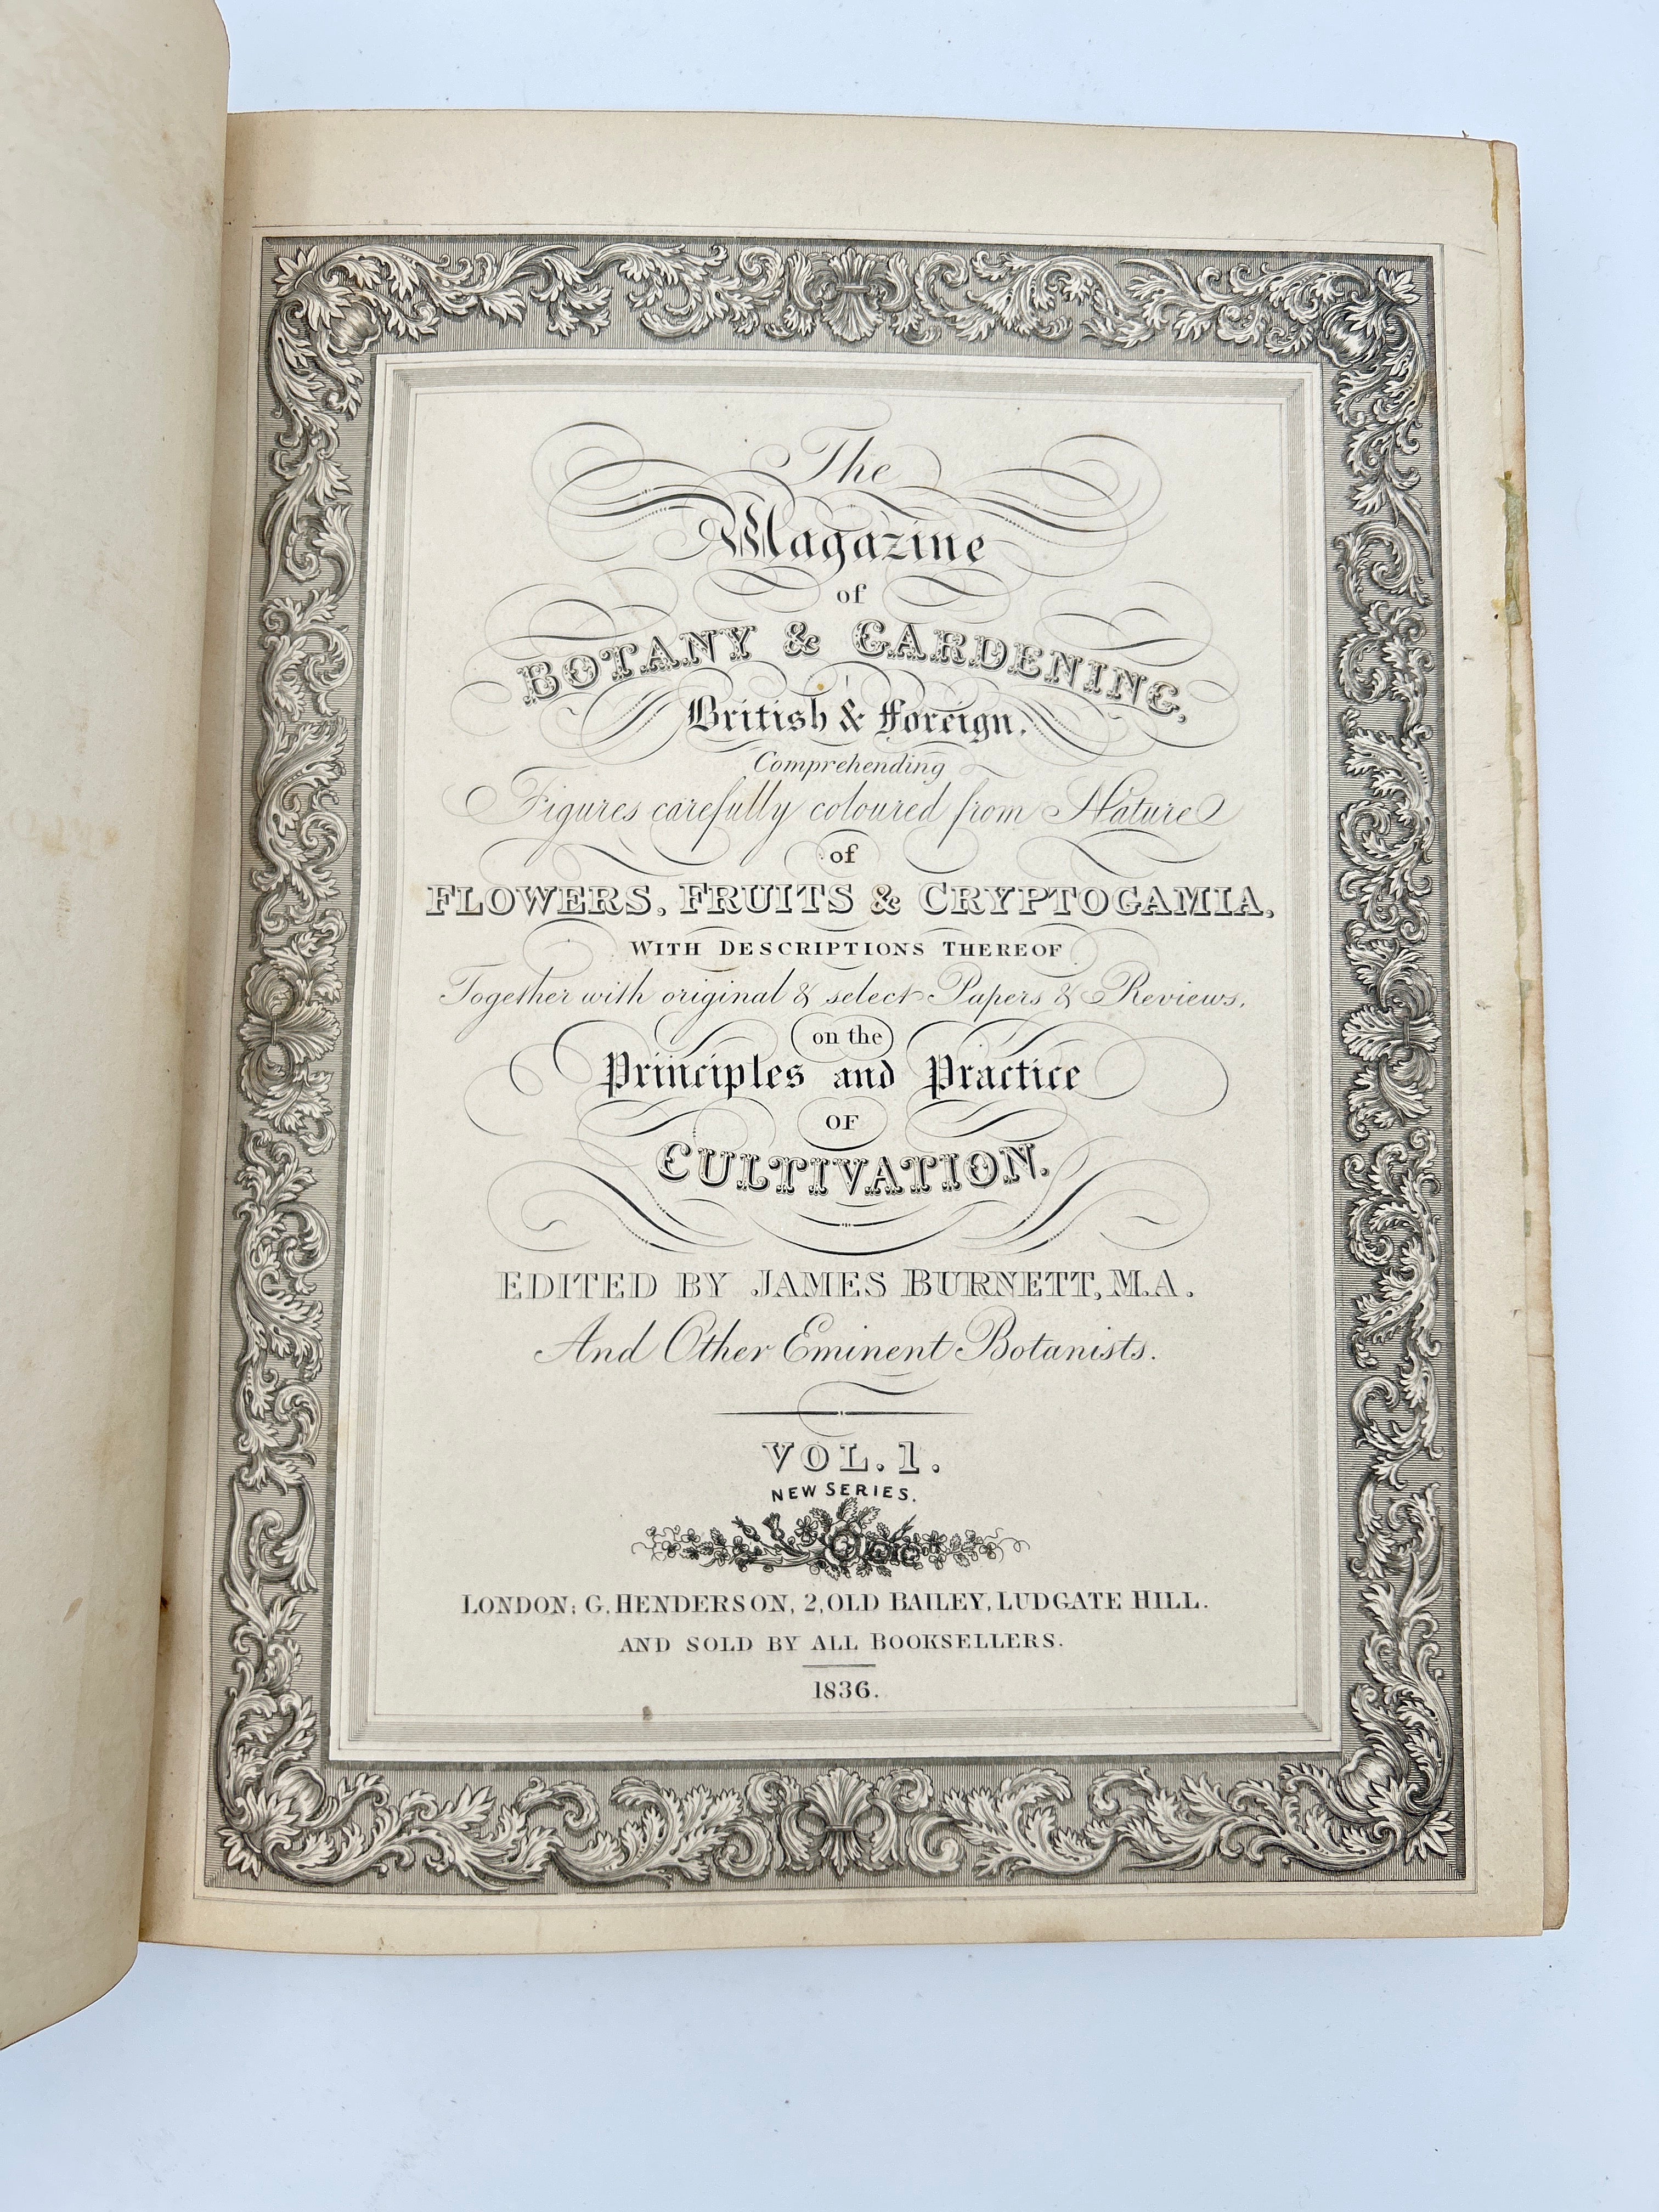 The
Magazine
of
BOTANY & GARDENING,
British & Foreign.
Comprehending
Figures carefully coloured from Nature
of
FLOWERS, FRUITS & CRYPTOGAMIA,
WITH DESCRIPTIONS THEREOF
Together with original & select Papers & Reviews,
on the
Principles and Practice
OF
CULTIVATION.
EDITED BY JAMES BURNETT, M.A.
And Other Eminent Botanists.
VOL. 1.
NEW SERIES.
LONDON; G. HENDERSON, 2, OLD BAILEY, LUDGATE HILL.
AND SOLD BY ALL BOOKSELLERS.
1836.